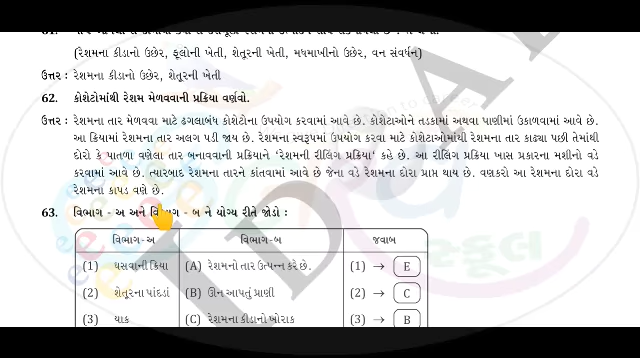 (રેશમના કીડાનો ઉછેર, ફૂલોની ખેતી, શેતૂરની ખેતી, મધમાખીનો ઉછેર, વન સંવર્ધન)
ઉત્તર : રેશમના કીડાનો ઉછેર, શેતૂરની ખેતી
62. કોશેટોમાંથી રેશમ મેળવવાની પ્રક્રિયા વર્ણવો.
ઉત્તર : રેશમના તાર મેળવવા માટે ઢગલાબંધ કોશેટોના ઉપયોગ કરવામાં આવે છે. કોશેટાઓને તડકામાં અથવા પાણીમાં ઉકાળવામાં આવે છે.
આ ક્રિયામાં રેશમના તાર અલગ પડી જાય છે. રેશમના સ્વરૂપમાં ઉપયોગ કરવા માટે કોશેટાઓમાંથી રેશમના તાર કાઢ્યા પછી તેમાંથી
દોરો કે પાતળા વણેલા તાર બનાવવાની પ્રક્રિયાને ‘રેશમની રીલિંગ પ્રક્રિયા‘ કહે છે. આ રીલિંગ પ્રક્રિયા ખાસ પ્રકારના મશીનો વડે
કરવામાં આવે છે. ત્યારબાદ રેશમના તારને કાંતવામાં આવે છે જેના વડે રેશમના દોરા પ્રાપ્ત થાય છે. વણકરો આ રેશમના દોરા વડે
રેશમના કાપડ વણે છે.
63. વિભાગ - અ અને વિભાગ - બ ને યોગ્ય રીતે જોડો :
વિભાગ-અ વિભાગ-બ જવાબ
(1) ઘસવાની ક્રિયા (A) રેશમનો તાર ઉત્પન્ન કરે છે. (1) → E
(2) શેતૂરના પાંદડાં (B) ઊન આપતું પ્રાણી (2) → C
(3) યાક (C) રેશમના કીડાનો ખોરાક (3) → B